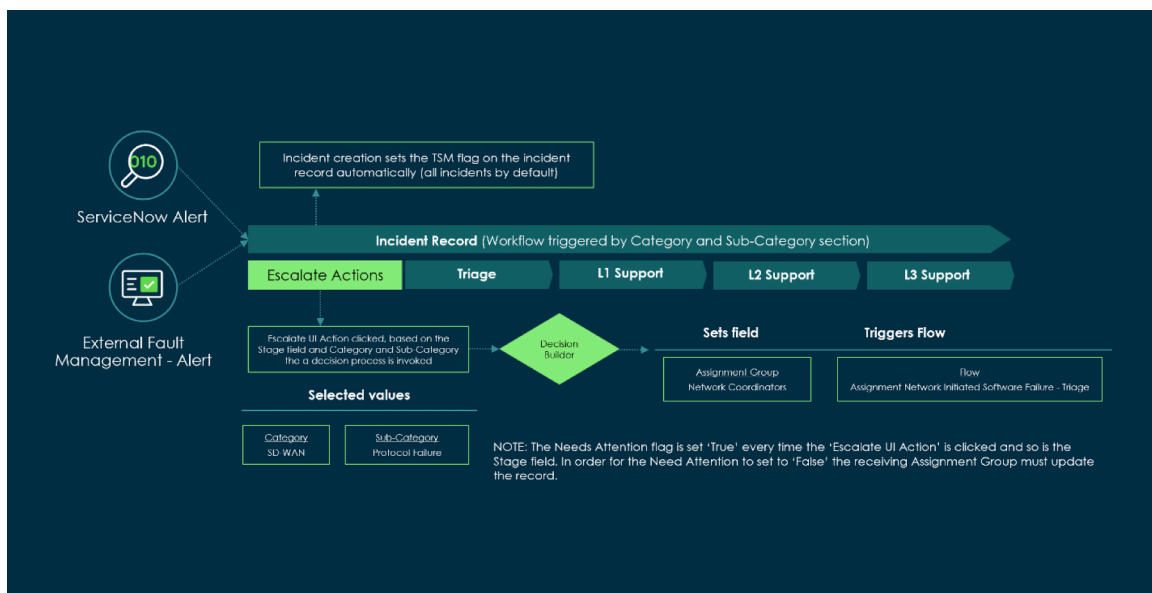 010
ServiceNow Alert
External Fault
Management - Alert
Incident creation sets the TSM flag on the incident
record automatically (all incidents by default)
Incident Record (Workflow triggered by Category and Sub-Category section)
Escalate Actions
Triage
L1 Support
L2 Support
L3 Support
Escalate UI Action clicked, based on the
Stage field and Category and Sub-Category
the a decision process is invoked
Decision
Builder
Sets field
Triggers Flow
Assignment Group
Network Coordinators
Flow
Assignment Network Initiated Software Failure - Triage
Selected values
Category
SD-WAN
Sub-Category
Protocol Failure
NOTE: The Needs Attention flag is set ‘True’ every time the ‘Escalate UI Action’ is clicked and so is the
Stage field. In order for the Need Attention to set to ‘False’ the receiving Assignment Group must update
the record.